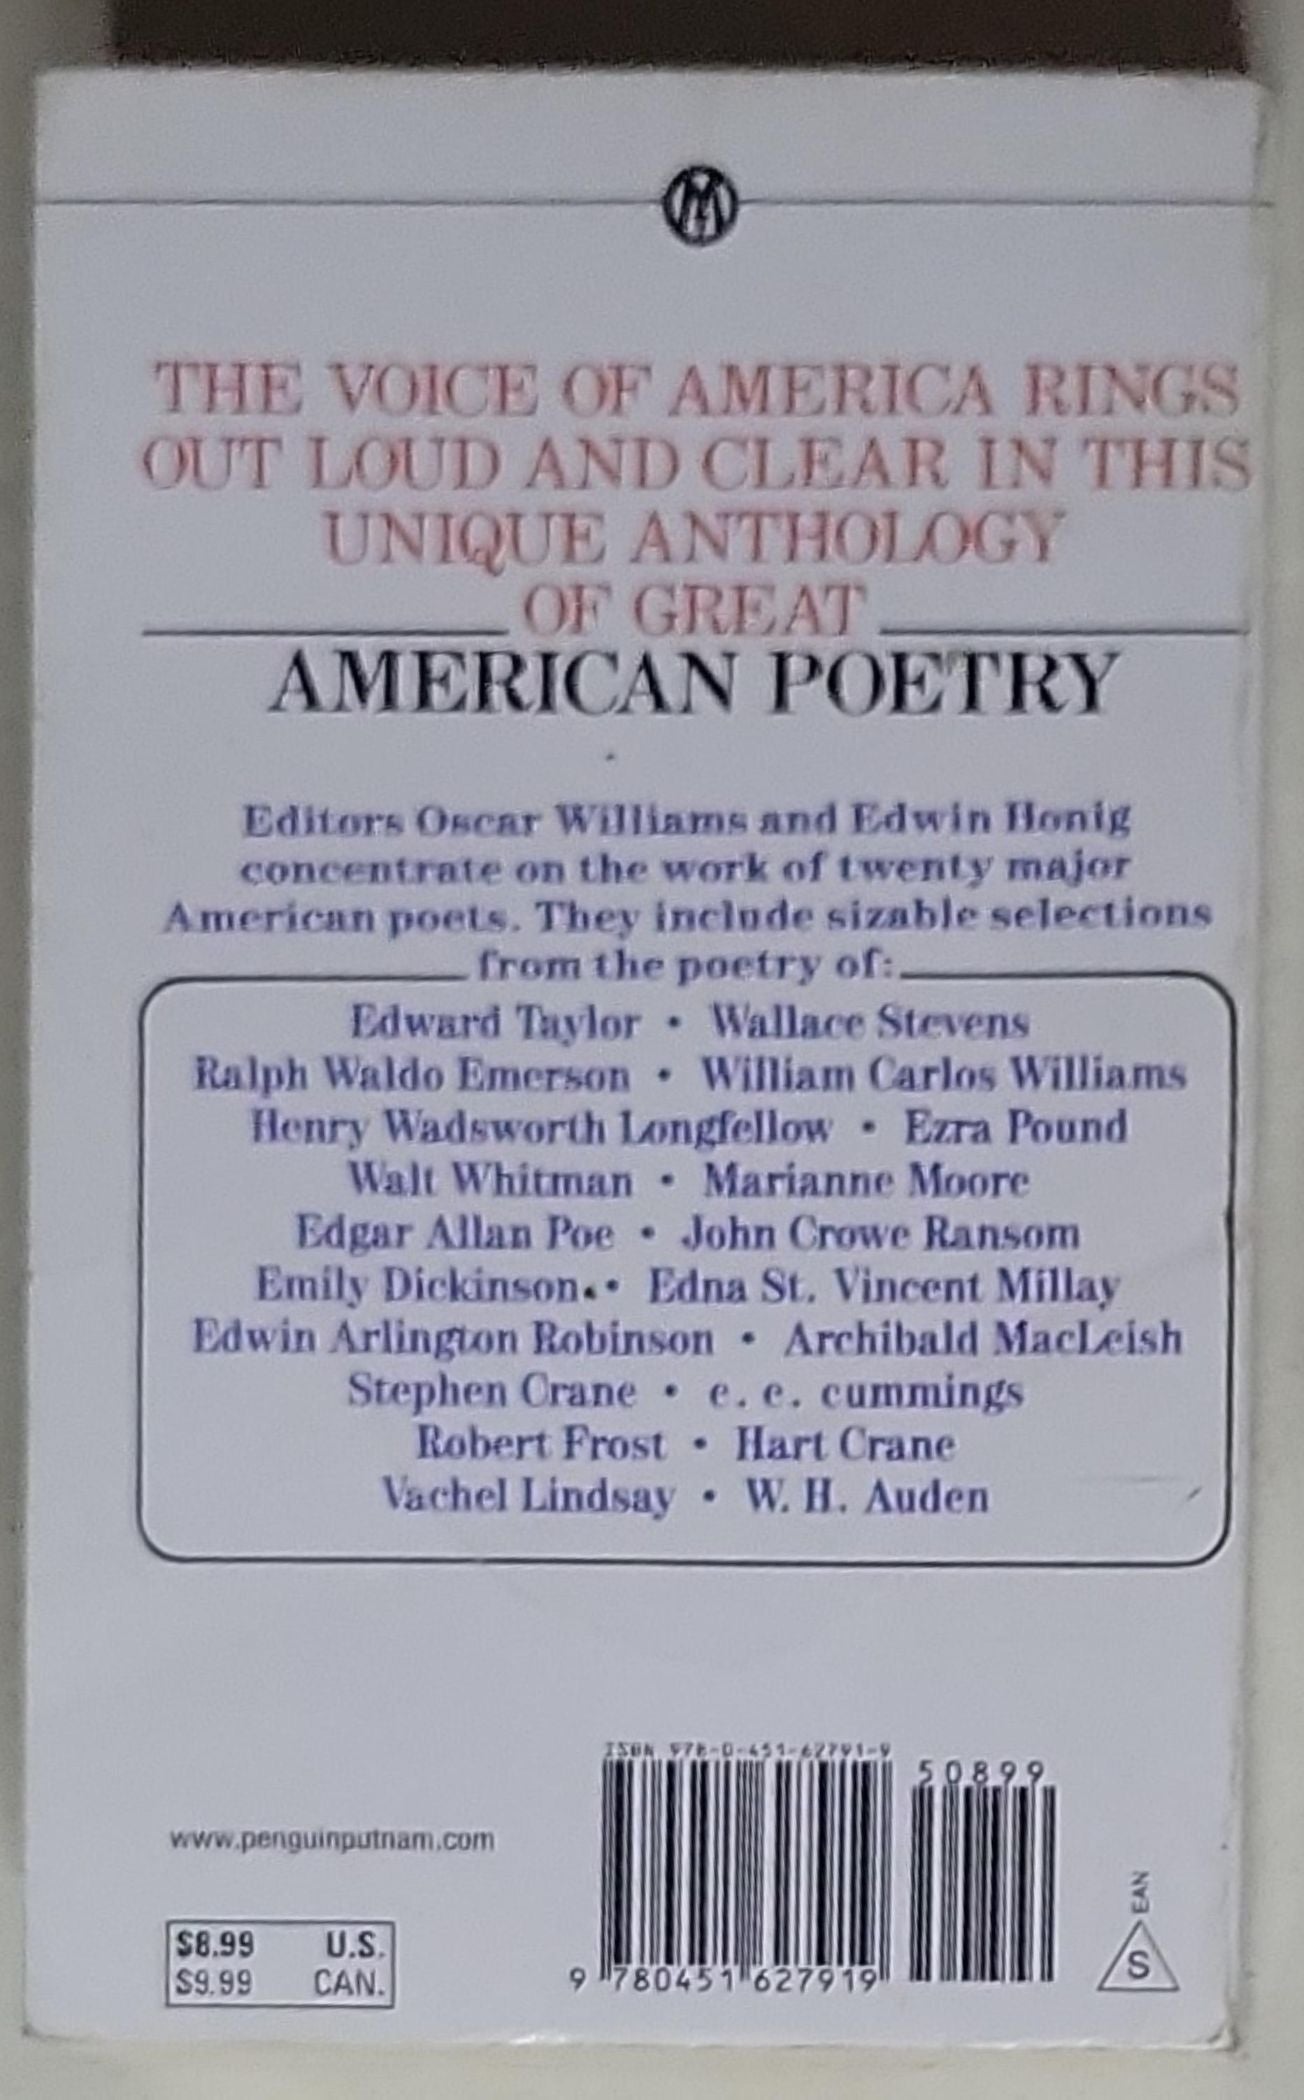 M
THE VOICE OF AMERICA RINGS
OUT LOUD AND CLEAR IN THIS
UNIQUE ANTHOLOGY
OF GREAT
AMERICAN POETRY
Editors Oscar Williams and Edwin Honig
concentrate on the work of twenty major
American poets. They include sizable selections
from the poetry of:
Edward Taylor • Wallace Stevens
Ralph Waldo Emerson • William Carlos Williams
Henry Wadsworth Longfellow • Ezra Pound
Walt Whitman • Marianne Moore
Edgar Allan Poe • John Crowe Ransom
Emily Dickinson • Edna St. Vincent Millay
Edwin Arlington Robinson • Archibald MacLeish
Stephen Crane • e. e. cummings
Robert Frost • Hart Crane
Vachel Lindsay • W. H. Auden
ISBN 978-0-451-62791-9
50899
www.penguinputnam.com
EAN
S
$8.99 U.S.
$9.99 CAN.
9 780451 627919